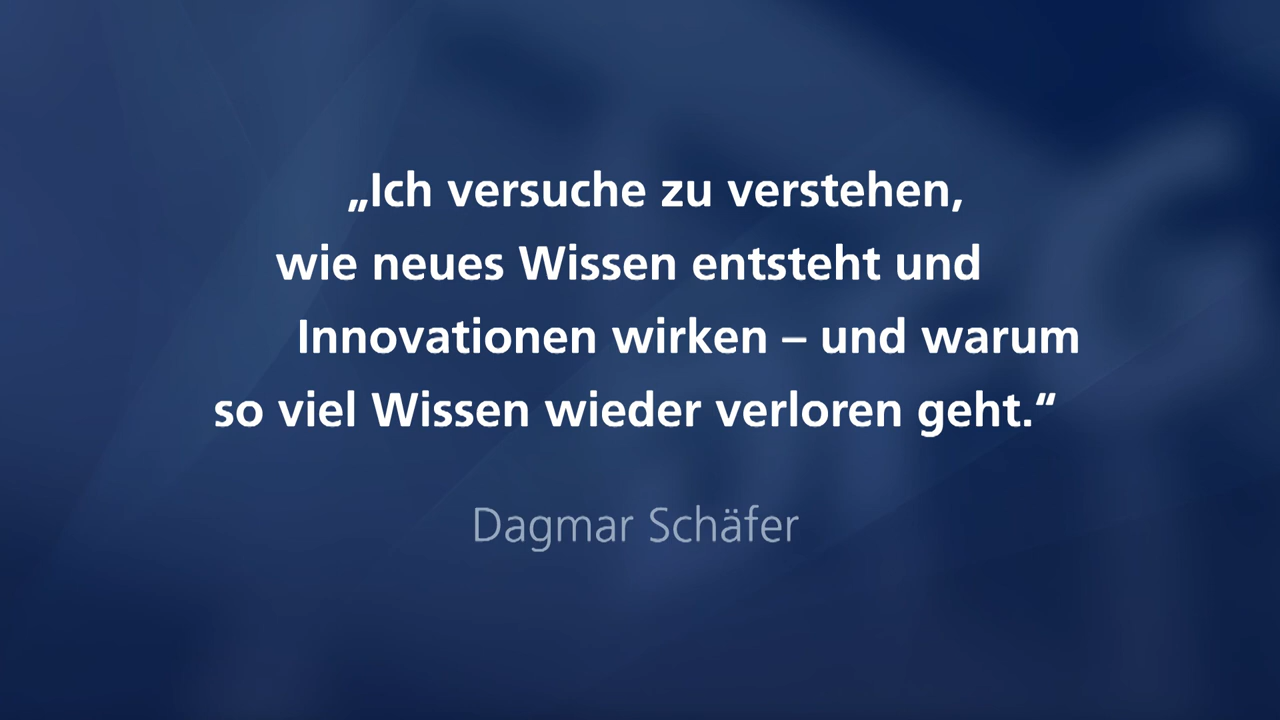 „Ich versuche zu verstehen,
wie neues Wissen entsteht und
Innovationen wirken – und warum
so viel Wissen wieder verloren geht.“
Dagmar Schäfer